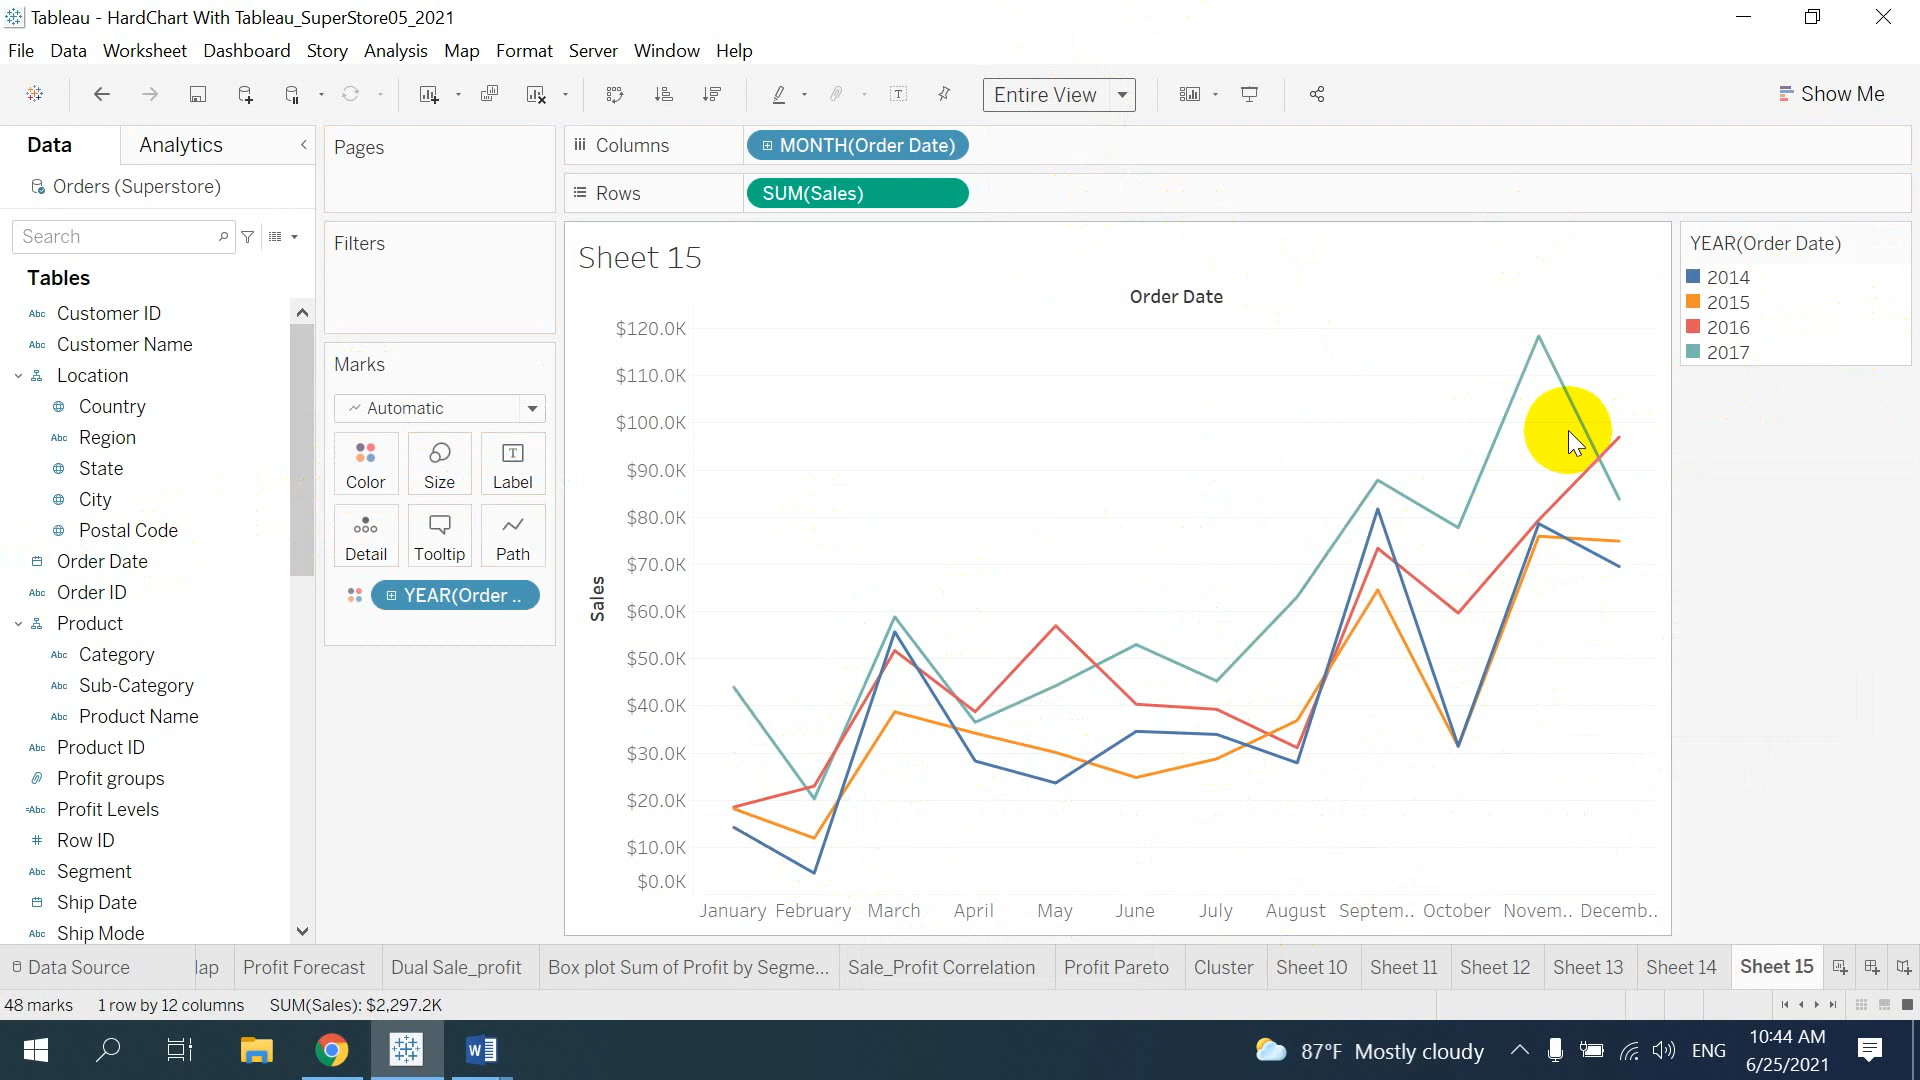 Tableau - HardChart With Tableau_SuperStore05_2021
File Data Worksheet Dashboard Story Analysis Map Format Server Window Help
Entire View
Show Me
Data
Analytics
Orders (Superstore)
Search
Tables
Customer ID
Customer Name
Location
Country
Region
State
City
Postal Code
Order Date
Order ID
Product
Category
Sub-Category
Product Name
Product ID
Profit groups
Profit Levels
Row ID
Segment
Ship Date
Ship Mode
Pages
Filters
Marks
Automatic
Color
Size
Label
Detail
Tooltip
Path
YEAR(Order ..
Columns
MONTH(Order Date)
Rows
SUM(Sales)
Sheet 15
Order Date
Sales
$120.0K
$110.0K
$100.0K
$90.0K
$80.0K
$70.0K
$60.0K
$50.0K
$40.0K
$30.0K
$20.0K
$10.0K
$0.0K
January February March April May June July August Septem.. October Novem.. Decemb..
YEAR(Order Date)
2014
2015
2016
2017
Data Source
lap
Profit Forecast
Dual Sale_profit
Box plot Sum of Profit by Segme...
Sale_Profit Correlation
Profit Pareto
Cluster
Sheet 10
Sheet 11
Sheet 12
Sheet 13
Sheet 14
Sheet 15
48 marks 1 row by 12 columns SUM(Sales): $2,297.2K
87°F Mostly cloudy
ENG
10:44 AM
6/25/2021